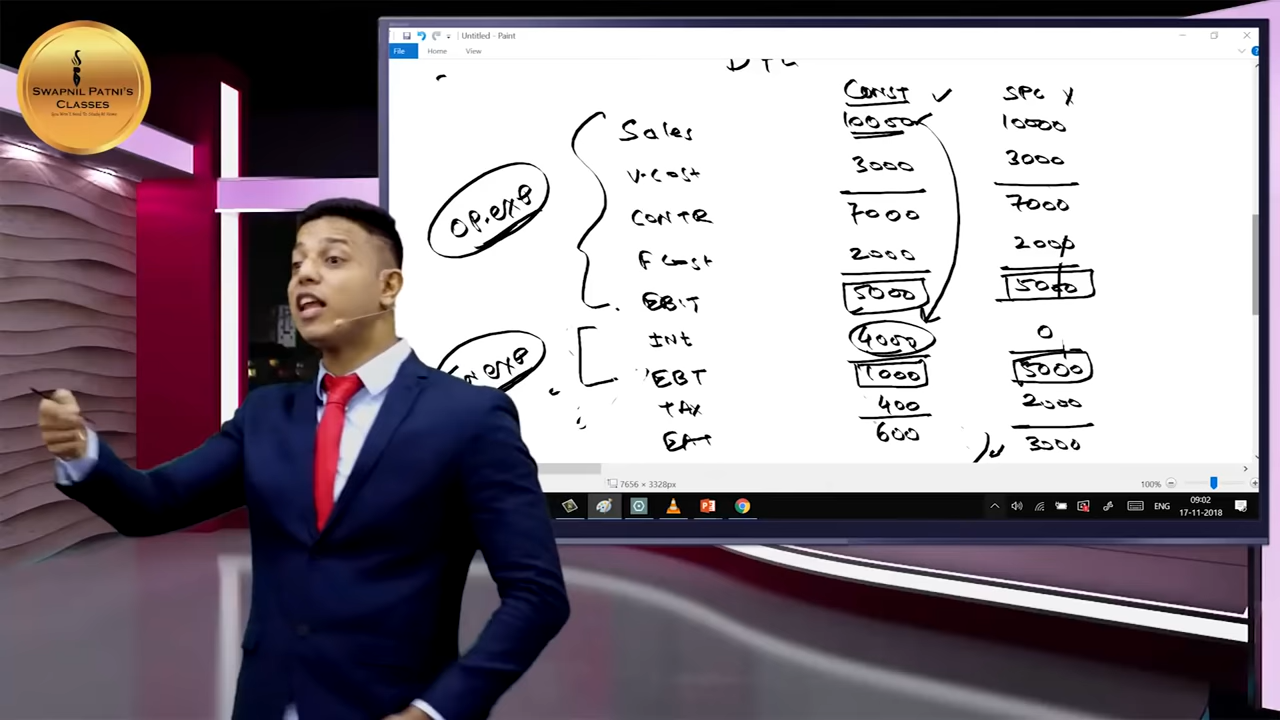 SWAPNIL PATNI'S
CLASSES
Untitled - Paint
File Home View
CONST SPG X
Sales 10000 10000
V.Cost 3000 3000
CONTR 7000 7000
F Cost 2000 2000
EBIT 5000 5000
INt 4000 0
EBT 1000 5000
TAX 400 2000
EAT 600 3000
OP.exp
exp
7656 × 3328px 100%
ENG 09:02
17-11-2018